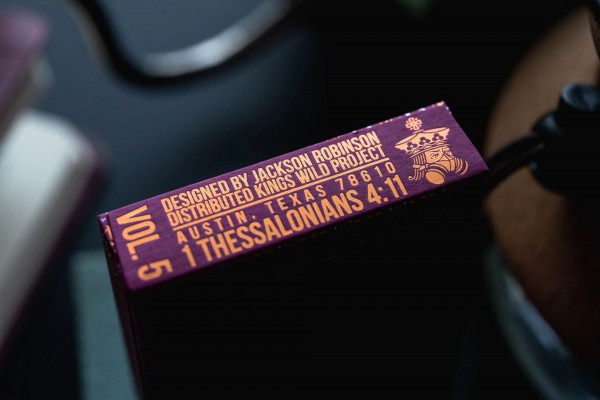 VOL. 5
DESIGNED BY JACKSON ROBINSON
DISTRIBUTED KINGS WILD PROJECT
AUSTIN, TEXAS 78610
1 THESSALONIANS 4:11